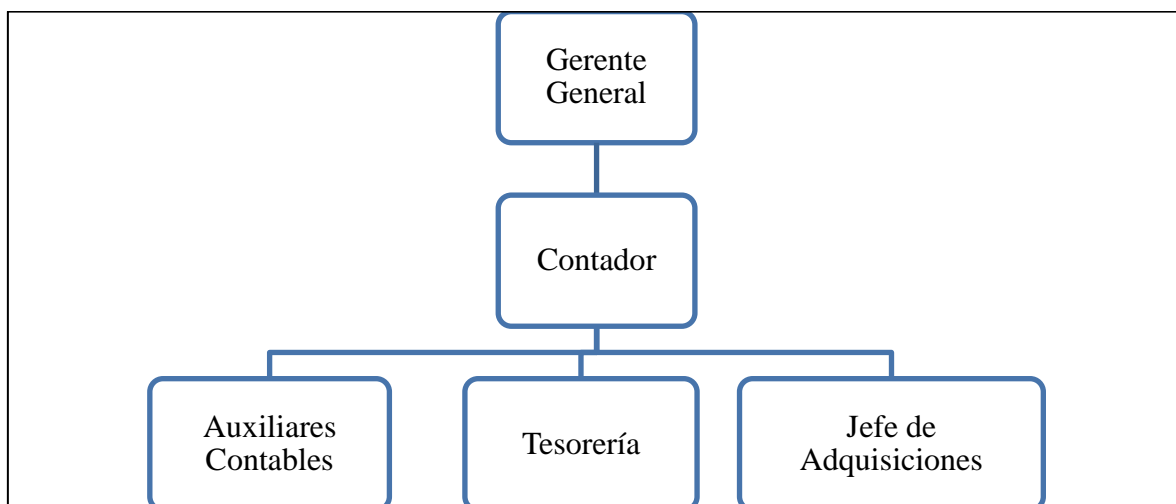 Gerente
General
Contador
Auxiliares
Contables
Tesorería
Jefe de
Adquisiciones